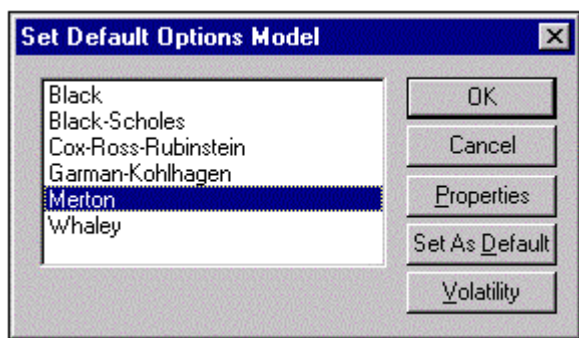 Set Default Options Model
Black
Black-Scholes
Cox-Ross-Rubinstein
Garman-Kohlhagen
Merton
Whaley
OK
Cancel
Properties
Set As Default
Volatility